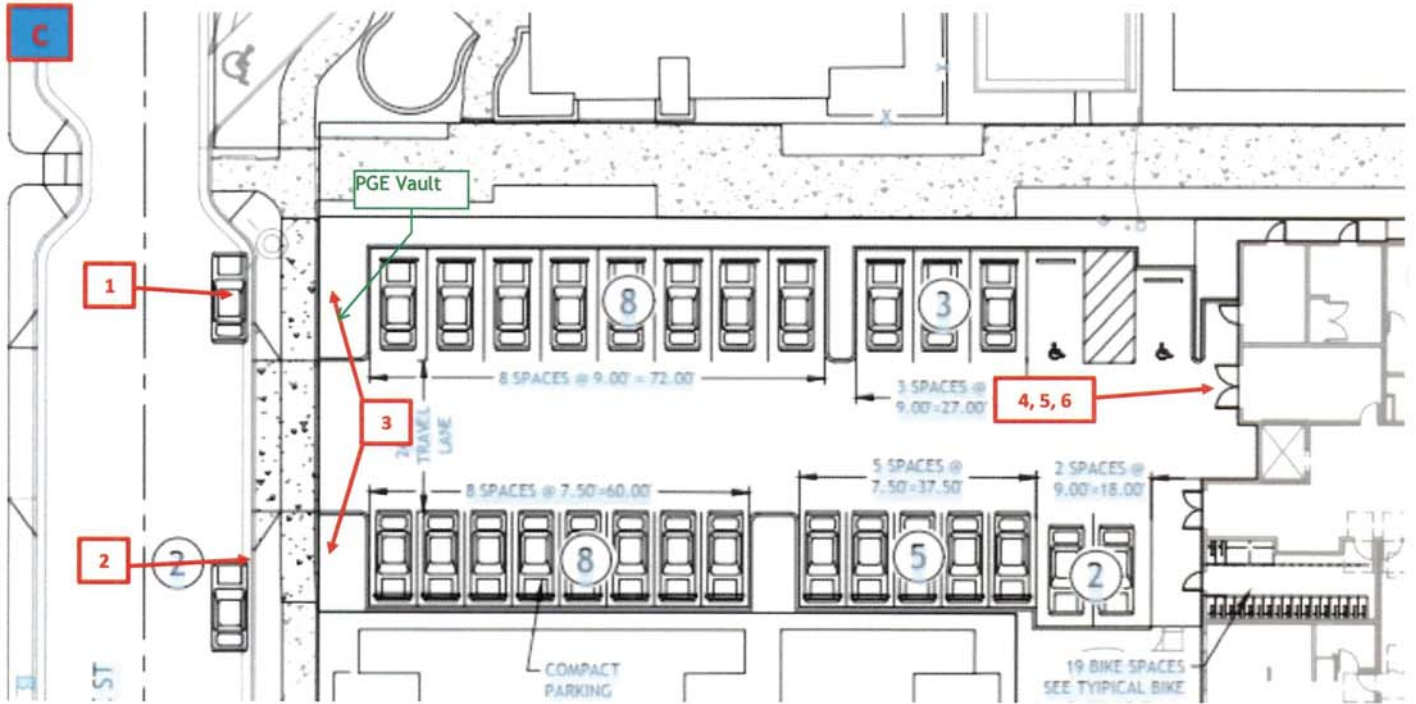 C
PGE Vault
X
X
1
8
3
8 SPACES @ 9.00' = 72.00'
3 SPACES @
9.00'=27.00'
4, 5, 6
3
TRAVEL
LANE
5 SPACES @
7.50'=37.50'
2 SPACES @
9.00'=18.00'
8 SPACES @ 7.50'=60.00'
2
2
8
5
2
COMPACT
PARKING
19 BIKE SPACES
SEE TYIPICAL BIKE
ST